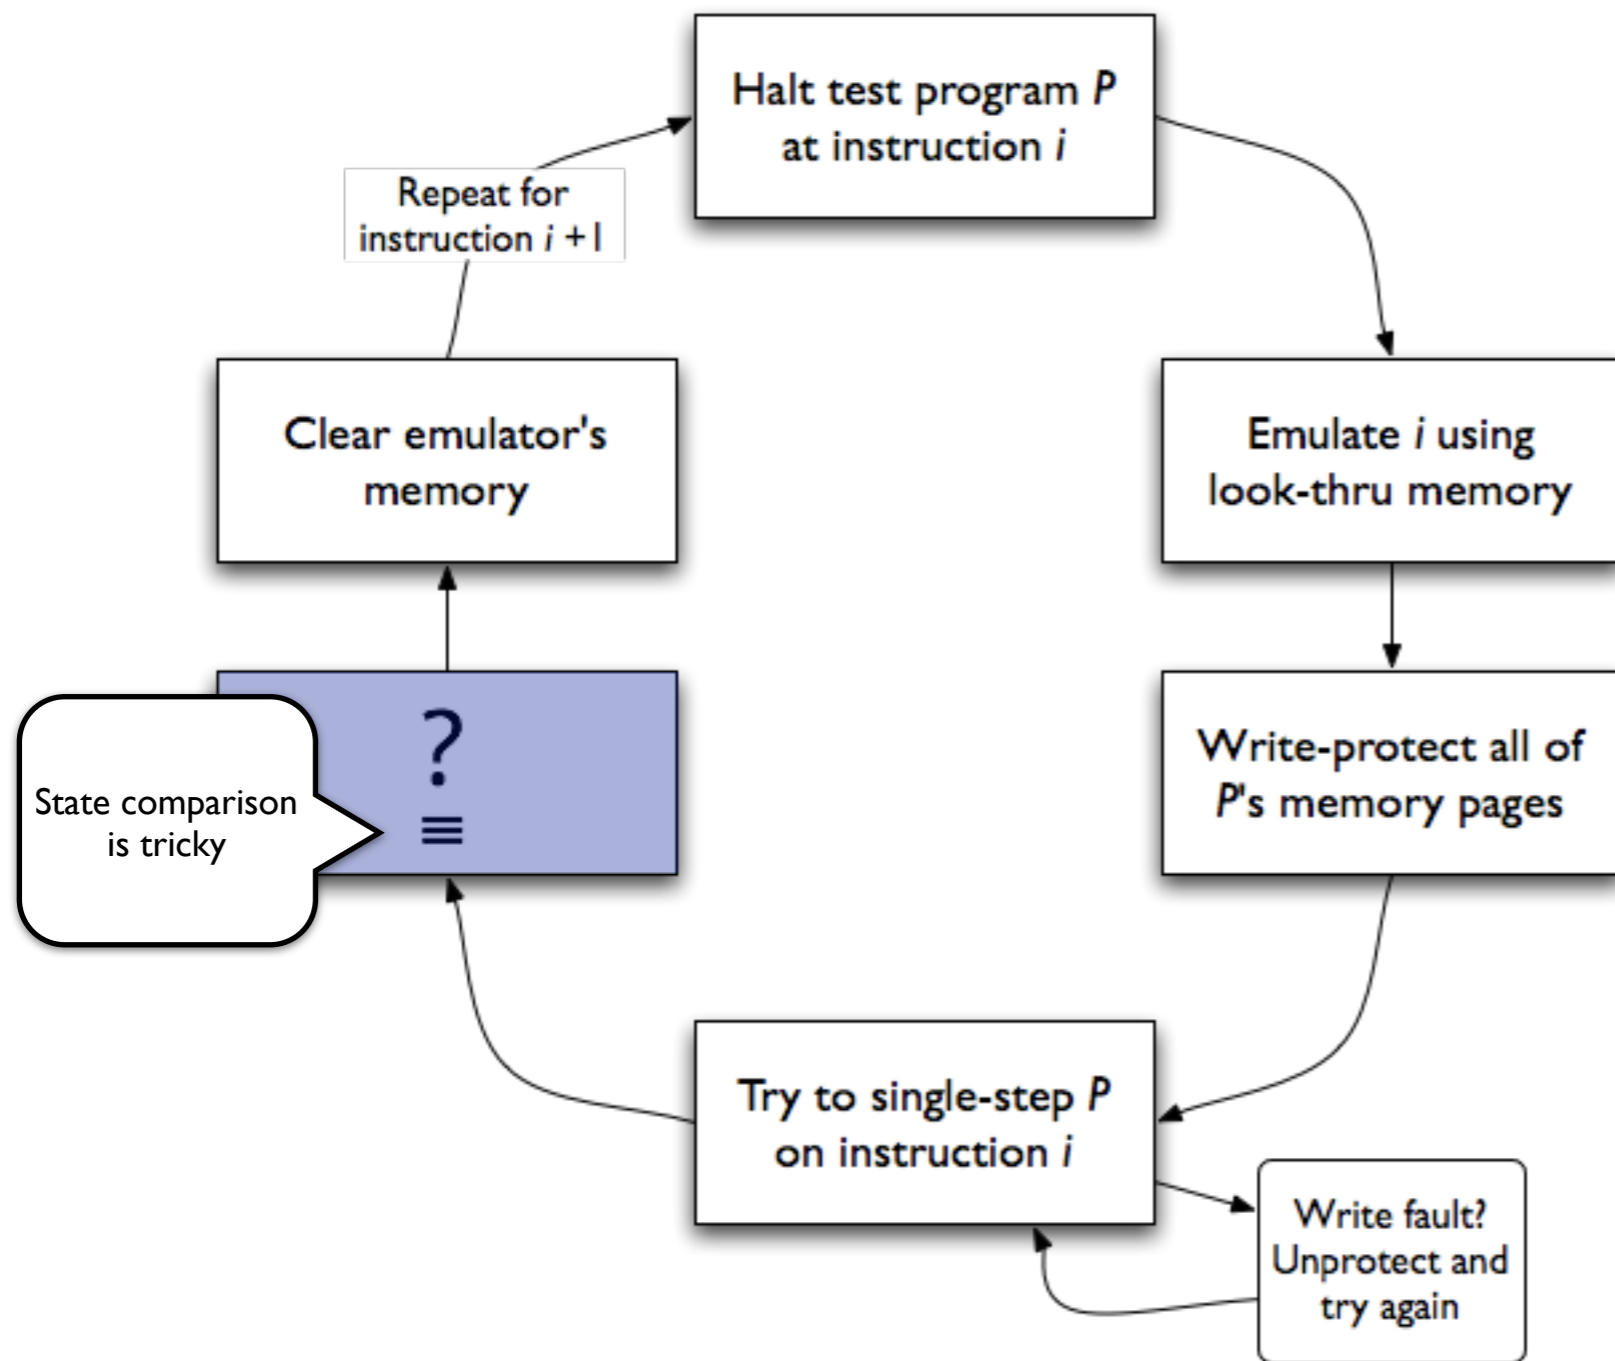 Halt test program P
at instruction i
Repeat for
instruction i +1
Clear emulator's
memory
Emulate i using
look-thru memory
?
≡
State comparison
is tricky
Write-protect all of
P's memory pages
Try to single-step P
on instruction i
Write fault?
Unprotect and
try again